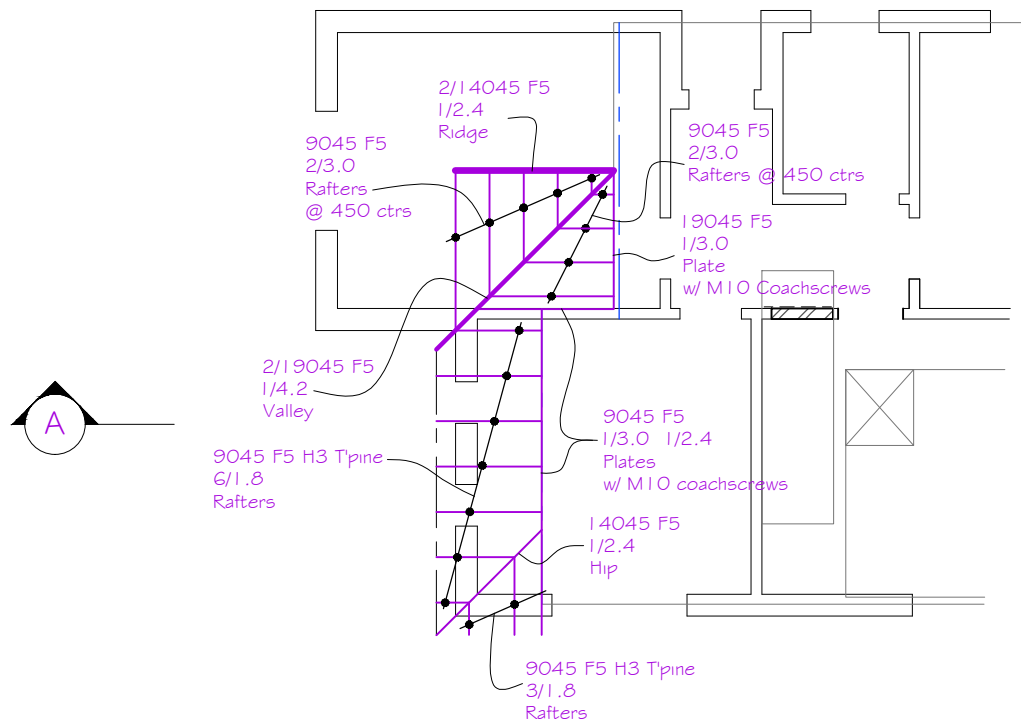 2/14045 F5
1/2.4
Ridge
9045 F5
2/3.0
Rafters
@ 450 ctrs
9045 F5
2/3.0
Rafters @ 450 ctrs
19045 F5
1/3.0
Plate
w/ M10 Coachscrews
2/19045 F5
1/4.2
Valley
A
9045 F5
1/3.0 1/2.4
Plates
w/ M10 coachscrews
9045 F5 H3 T'pine
6/1.8
Rafters
14045 F5
1/2.4
Hip
9045 F5 H3 T'pine
3/1.8
Rafters